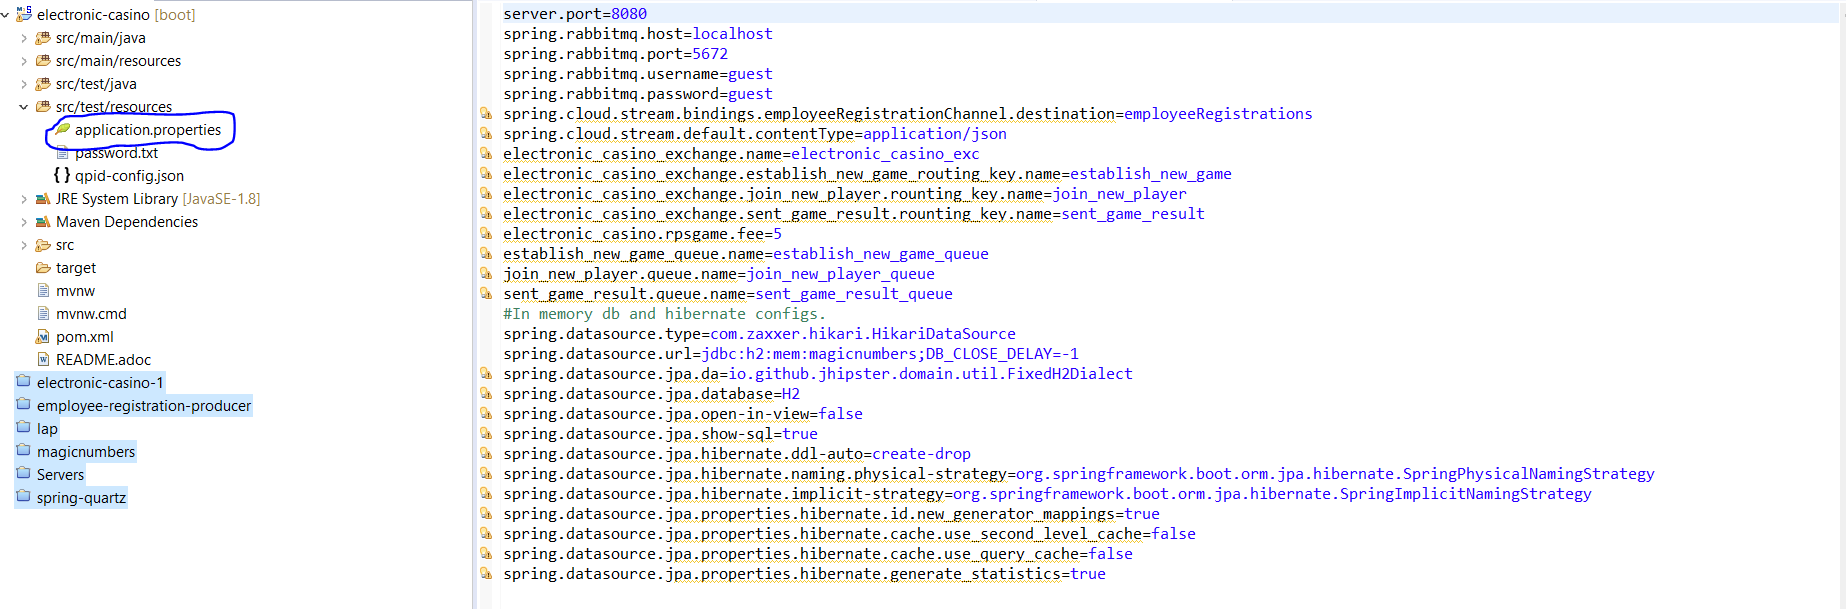 electronic-casino [boot]
src/main/java
src/main/resources
src/test/java
src/test/resources
application.properties
password.txt
{ } qpid-config.json
JRE System Library [JavaSE-1.8]
Maven Dependencies
src
target
mvnw
mvnw.cmd
pom.xml
README.adoc
electronic-casino-1
employee-registration-producer
lap
magicnumbers
Servers
spring-quartz
server.port=8080
spring.rabbitmq.host=localhost
spring.rabbitmq.port=5672
spring.rabbitmq.username=guest
spring.rabbitmq.password=guest
spring.cloud.stream.bindings.employeeRegistrationChannel.destination=employeeRegistrations
spring.cloud.stream.default.contentType=application/json
electronic_casino_exchange.name=electronic_casino_exc
electronic_casino_exchange.establish_new_game_routing_key.name=establish_new_game
electronic_casino_exchange.join_new_player.rounting_key.name=join_new_player
electronic_casino_exchange.sent_game_result.rounting_key.name=sent_game_result
electronic_casino.rpsgame.fee=5
establish_new_game_queue.name=establish_new_game_queue
join_new_player.queue.name=join_new_player_queue
sent_game_result.queue.name=sent_game_result_queue
#In memory db and hibernate configs.
spring.datasource.type=com.zaxxer.hikari.HikariDataSource
spring.datasource.url=jdbc:h2:mem:magicnumbers;DB_CLOSE_DELAY=-1
spring.datasource.jpa.da=io.github.jhipster.domain.util.FixedH2Dialect
spring.datasource.jpa.database=H2
spring.datasource.jpa.open-in-view=false
spring.datasource.jpa.show-sql=true
spring.datasource.jpa.hibernate.ddl-auto=create-drop
spring.datasource.jpa.hibernate.naming.physical-strategy=org.springframework.boot.orm.jpa.hibernate.SpringPhysicalNamingStrategy
spring.datasource.jpa.hibernate.implicit-strategy=org.springframework.boot.orm.jpa.hibernate.SpringImplicitNamingStrategy
spring.datasource.jpa.properties.hibernate.id.new_generator_mappings=true
spring.datasource.jpa.properties.hibernate.cache.use_second_level_cache=false
spring.datasource.jpa.properties.hibernate.cache.use_query_cache=false
spring.datasource.jpa.properties.hibernate.generate_statistics=true